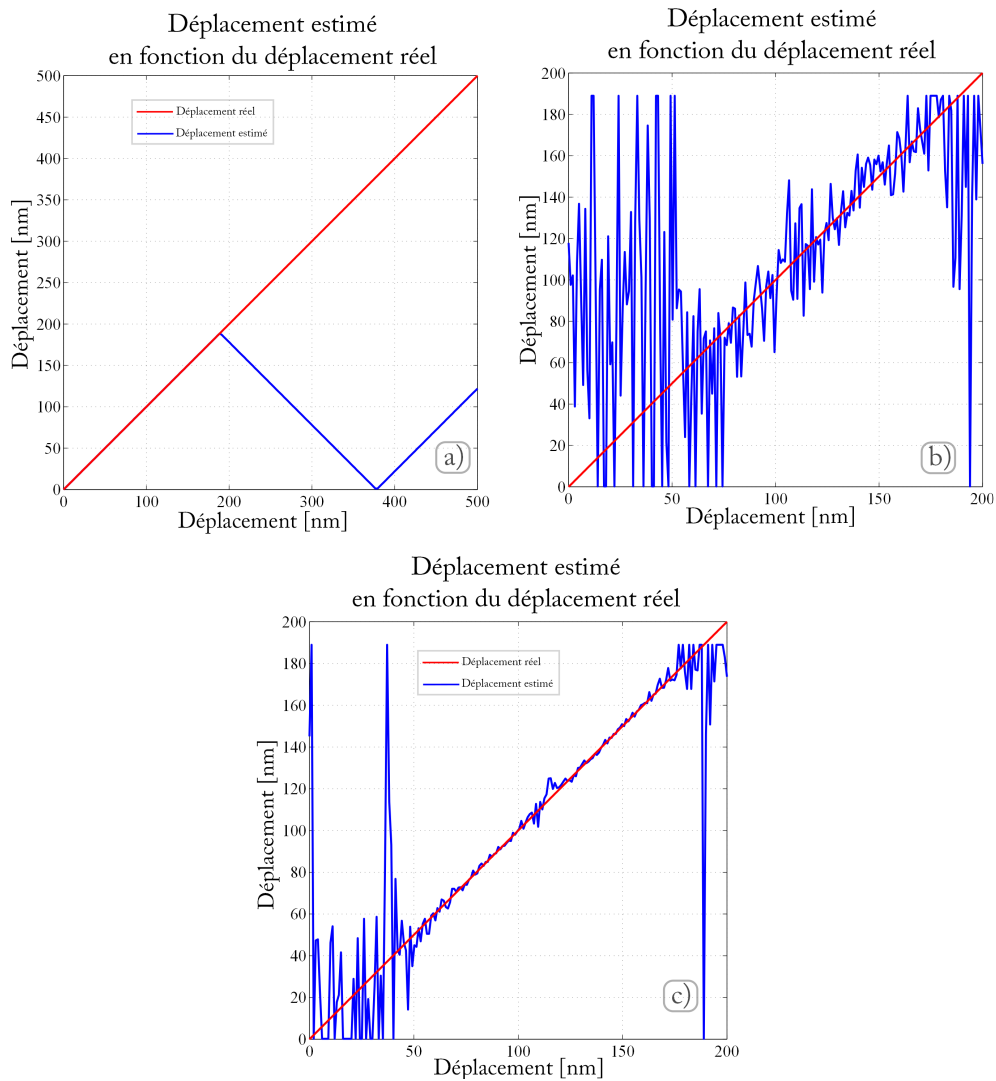 Déplacement estimé
en fonction du déplacement réel
500
450
400
350
300
250
200
150
100
50
0
Déplacement [nm]
Déplacement réel
Déplacement estimé
a)
0 100 200 300 400 500
Déplacement [nm]
Déplacement estimé
en fonction du déplacement réel
200
180
160
140
120
100
80
60
40
20
0
Déplacement [nm]
b)
0 50 100 150 200
Déplacement [nm]
Déplacement estimé
en fonction du déplacement réel
200
180
160
140
120
100
80
60
40
20
0
Déplacement [nm]
Déplacement réel
Déplacement estimé
c)
0 50 100 150 200
Déplacement [nm]